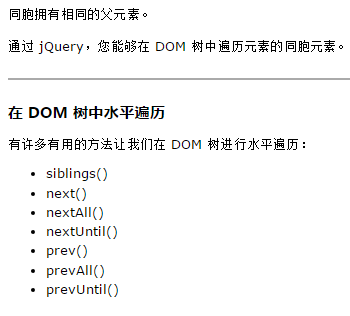 同胞拥有相同的父元素。
通过 jQuery，您能够在 DOM 树中遍历元素的同胞元素。
在 DOM 树中水平遍历
有许多有用的方法让我们在 DOM 树进行水平遍历：
• siblings()
• next()
• nextAll()
• nextUntil()
• prev()
• prevAll()
• prevUntil()